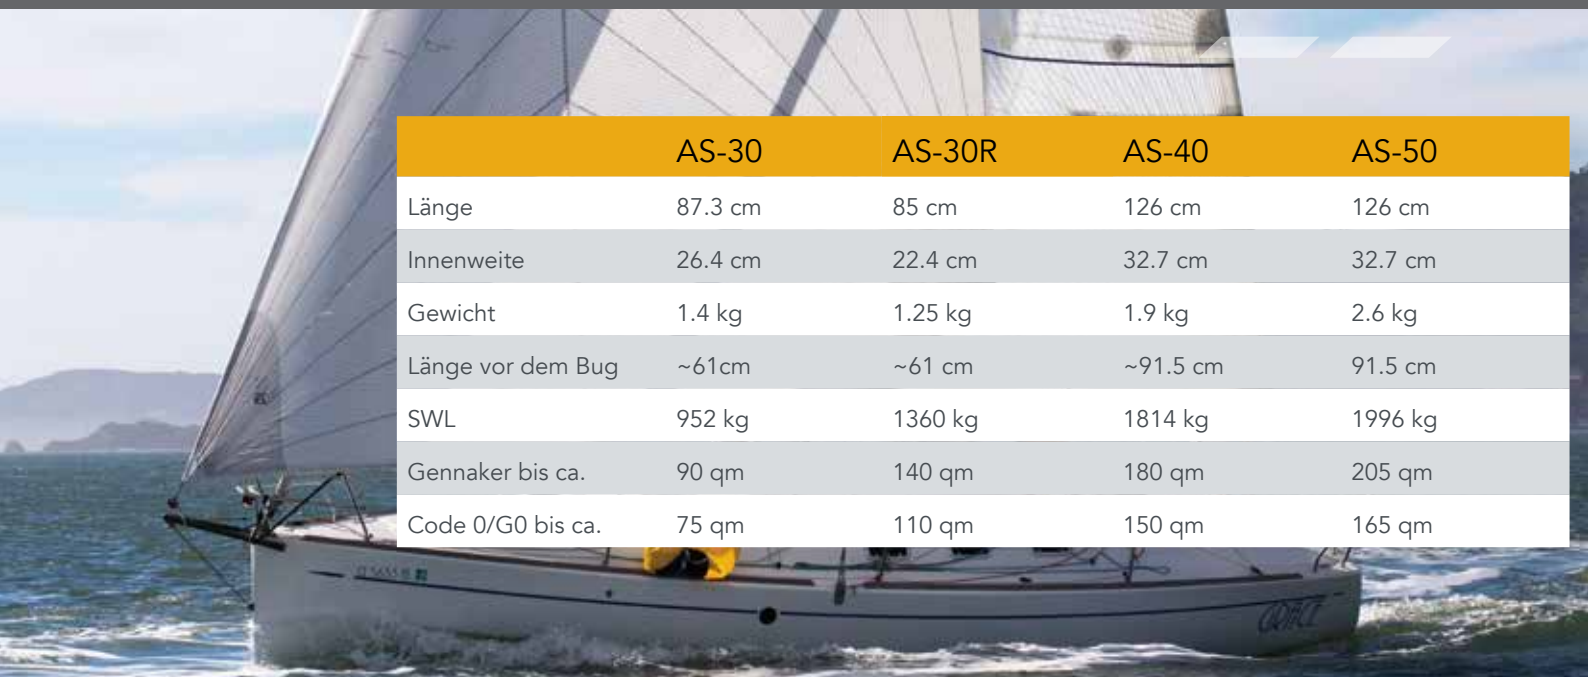 AS-30 AS-30R AS-40 AS-50
Länge 87.3 cm 85 cm 126 cm 126 cm
Innenweite 26.4 cm 22.4 cm 32.7 cm 32.7 cm
Gewicht 1.4 kg 1.25 kg 1.9 kg 2.6 kg
Länge vor dem Bug ~61cm ~61 cm ~91.5 cm 91.5 cm
SWL 952 kg 1360 kg 1814 kg 1996 kg
Gennaker bis ca. 90 qm 140 qm 180 qm 205 qm
Code 0/G0 bis ca. 75 qm 110 qm 150 qm 165 qm